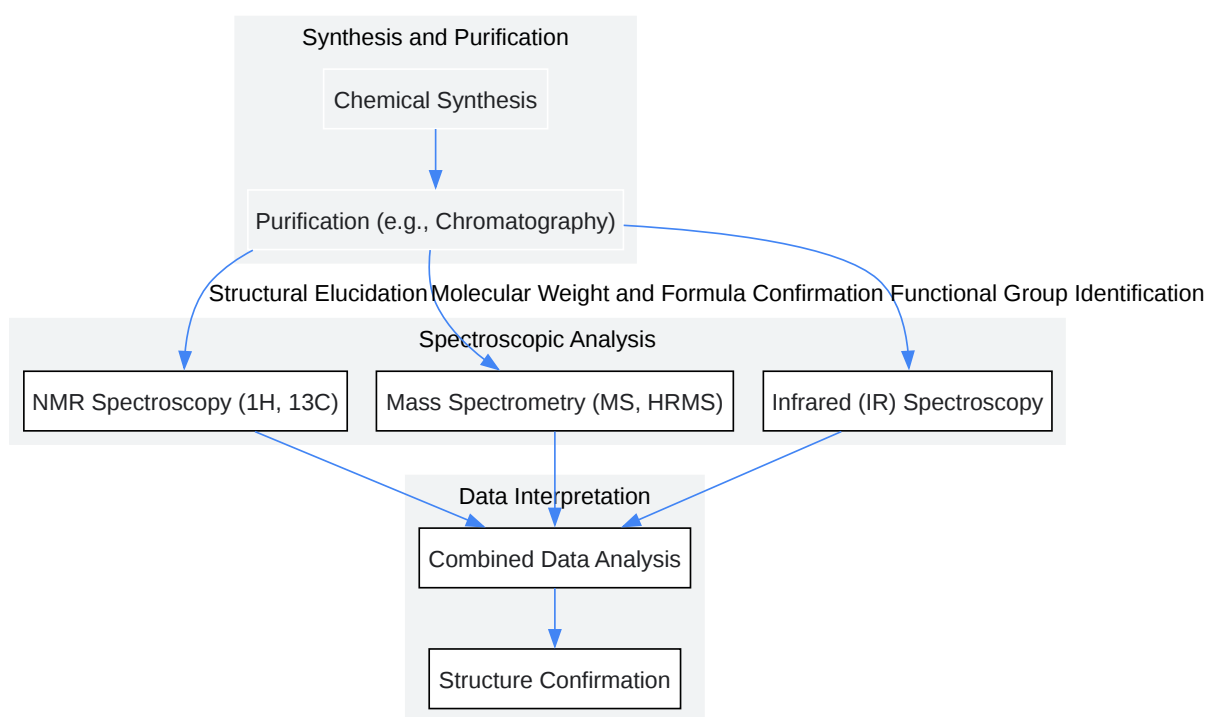 Synthesis and Purification
Chemical Synthesis
Purification (e.g., Chromatography)
Structural Elucidation
Molecular Weight and Formula Confirmation
Functional Group Identification
Spectroscopic Analysis
NMR Spectroscopy (1H, 13C)
Mass Spectrometry (MS, HRMS)
Infrared (IR) Spectroscopy
Data Interpretation
Combined Data Analysis
Structure Confirmation